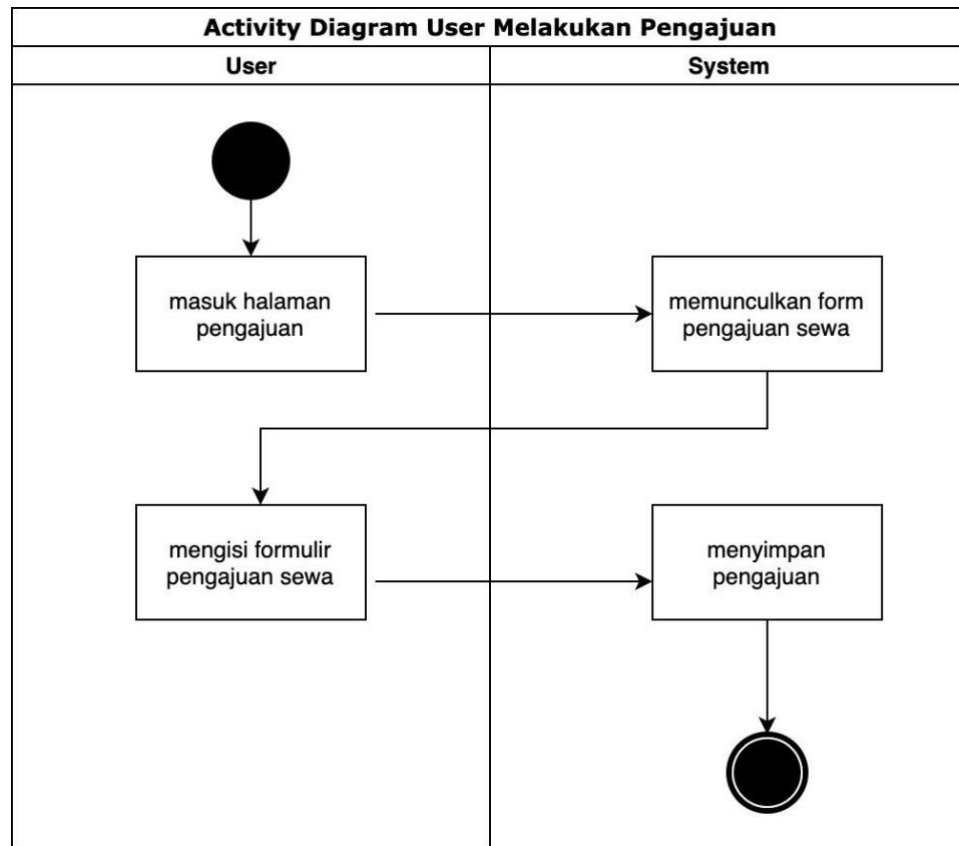 Activity Diagram User Melakukan Pengajuan
User
System
masuk halaman
pengajuan
memunculkan form
pengajuan sewa
mengisi formulir
pengajuan sewa
menyimpan
pengajuan